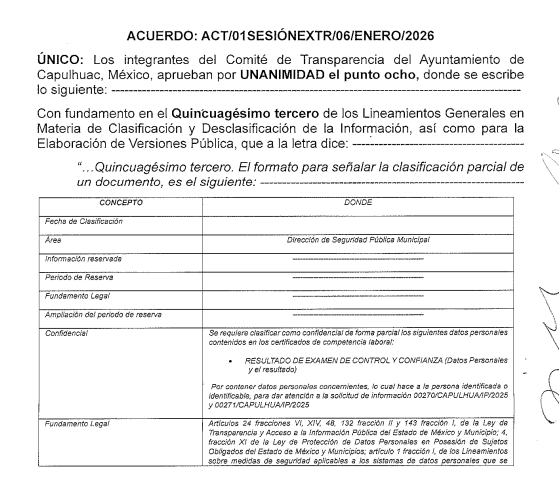 ACUERDO: ACT/01SESIÓNEXTR/06/ENERO/2026
ÚNICO: Los integrantes del Comité de Transparencia del Ayuntamiento de
Capulhuac, México, aprueban por UNANIMIDAD el punto ocho, donde se escribe
lo siguiente: ------------------------------------------------------------
Con fundamento en el Quincuagésimo tercero de los Lineamientos Generales en
Materia de Clasificación y Desclasificación de la Información, así como para la
Elaboración de Versiones Pública, que a la letra dice: -------------------------
“…Quincuagésimo tercero. El formato para señalar la clasificación parcial de
un documento, es el siguiente: ----------------------------------------
CONCEPTO DONDE
Fecha de Clasificación
Área Dirección de Seguridad Pública Municipal
Información reservada ------------------------------
Periodo de Reserva ------------------------------
Fundamento Legal ------------------------------
Ampliación del periodo de reserva ------------------------------
Confidencial Se requiere clasificar como confidencial de forma parcial los siguientes datos personales
contenidos en los certificados de competencia laboral:
• RESULTADO DE EXAMEN DE CONTROL Y CONFIANZA (Datos Personales
y el resultado)
Por contener datos personales concernientes, lo cual hace a la persona identificada o
identificable, para dar atención a la solicitud de información 00270/CAPULHUA/IP/2025
y 00271/CAPULHUA/IP/2025
Fundamento Legal Artículos 24 fracciones VI, XIV, 48, 132 fracción II y 143 fracción I, de la Ley de
Transparencia y Acceso a la Información Pública del Estado de México y Municipio; 4,
fracción XI de la Ley de Protección de Datos Personales en Posesión de Sujetos
Obligados del Estado de México y Municipios; artículo 1 fracción I, de los Lineamientos
sobre medidas de seguridad aplicables a los sistemas de datos personales que se